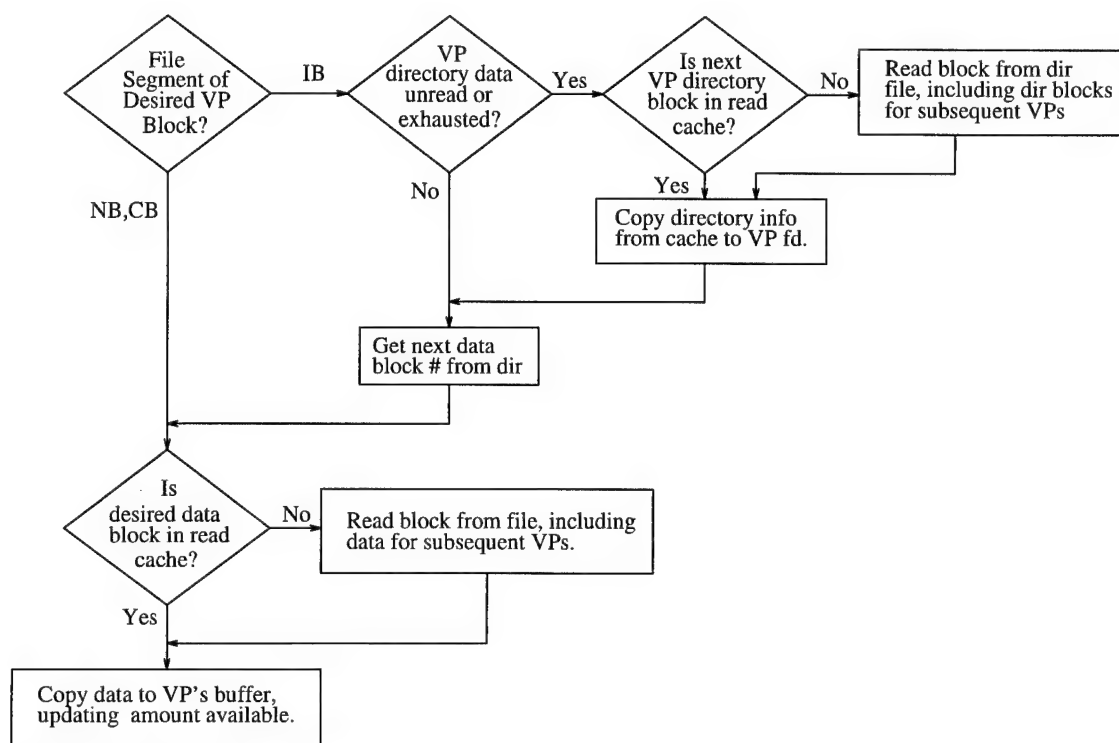 File
Segment of
Desired VP
Block?
IB
VP
directory data
unread or
exhausted?
Yes
Is next
VP directory
block in read
cache?
No
Read block from dir
file, including dir blocks
for subsequent VPs
NB,CB
No
Yes
Copy directory info
from cache to VP fd.
Get next data
block # from dir
Is
desired data
block in read
cache?
No
Read block from file, including
data for subsequent VPs.
Yes
Copy data to VP's buffer,
updating amount available.